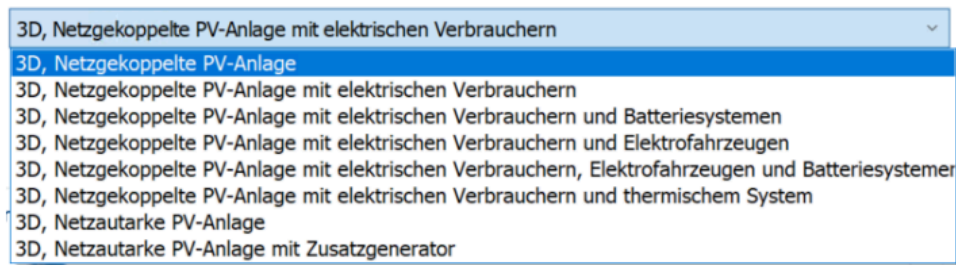 3D, Netzgekoppelte PV-Anlage mit elektrischen Verbrauchern
3D, Netzgekoppelte PV-Anlage
3D, Netzgekoppelte PV-Anlage mit elektrischen Verbrauchern
3D, Netzgekoppelte PV-Anlage mit elektrischen Verbrauchern und Batteriesystemen
3D, Netzgekoppelte PV-Anlage mit elektrischen Verbrauchern und Elektrofahrzeugen
3D, Netzgekoppelte PV-Anlage mit elektrischen Verbrauchern, Elektrofahrzeugen und Batteriesystemen
3D, Netzgekoppelte PV-Anlage mit elektrischen Verbrauchern und thermischem System
3D, Netzautarke PV-Anlage
3D, Netzautarke PV-Anlage mit Zusatzgenerator